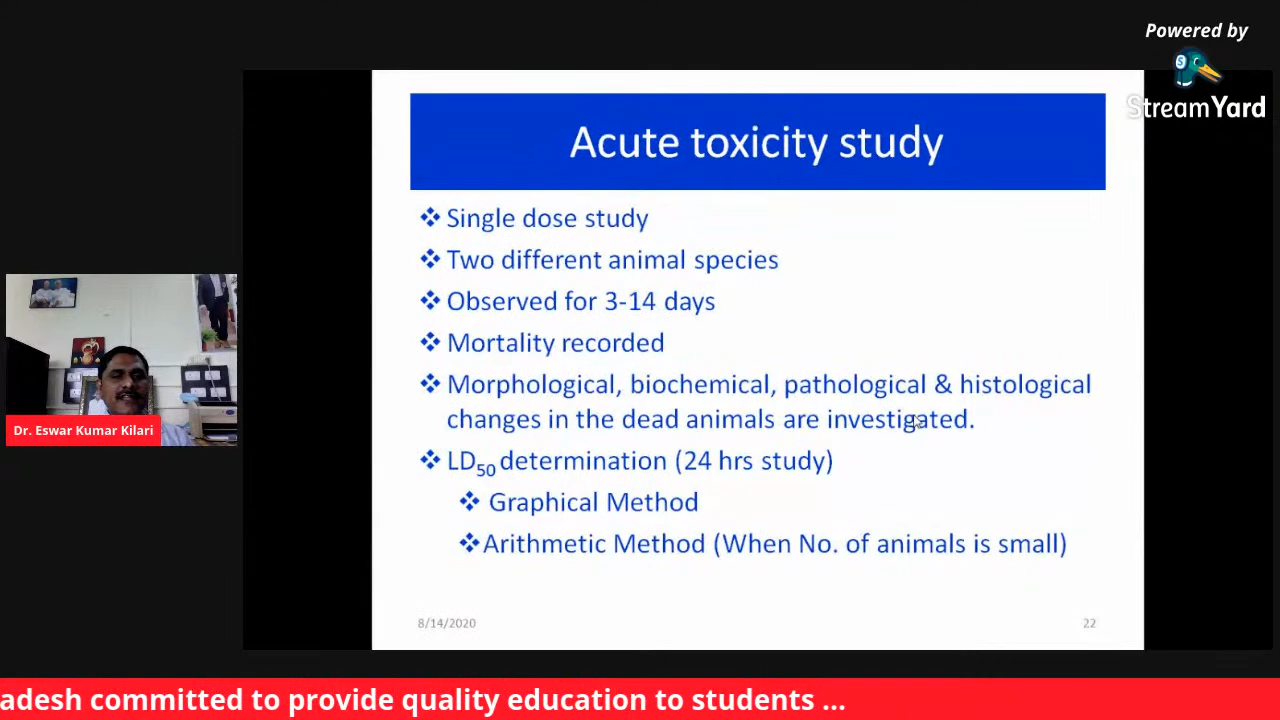 Powered by
StreamYard
Acute toxicity study
❖ Single dose study
❖ Two different animal species
❖ Observed for 3-14 days
❖ Mortality recorded
❖ Morphological, biochemical, pathological & histological
changes in the dead animals are investigated.
❖ LD50 determination (24 hrs study)
❖ Graphical Method
❖ Arithmetic Method (When No. of animals is small)
8/14/2020
22
Dr. Eswar Kumar Kilari
adesh committed to provide quality education to students ...